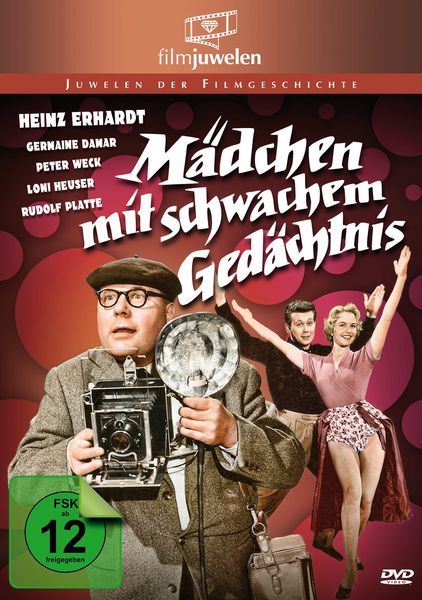 filmjuwelen
JUWELEN DER FILMGESCHICHTE
HEINZ ERHARDT
GERMAINE DAMAR
PETER WECK
LONI HEUSER
RUDOLF PLATTE
Mädchen
mit schwachem
Gedächtnis
FSK
ab
12
freigegeben
DVD
VIDEO